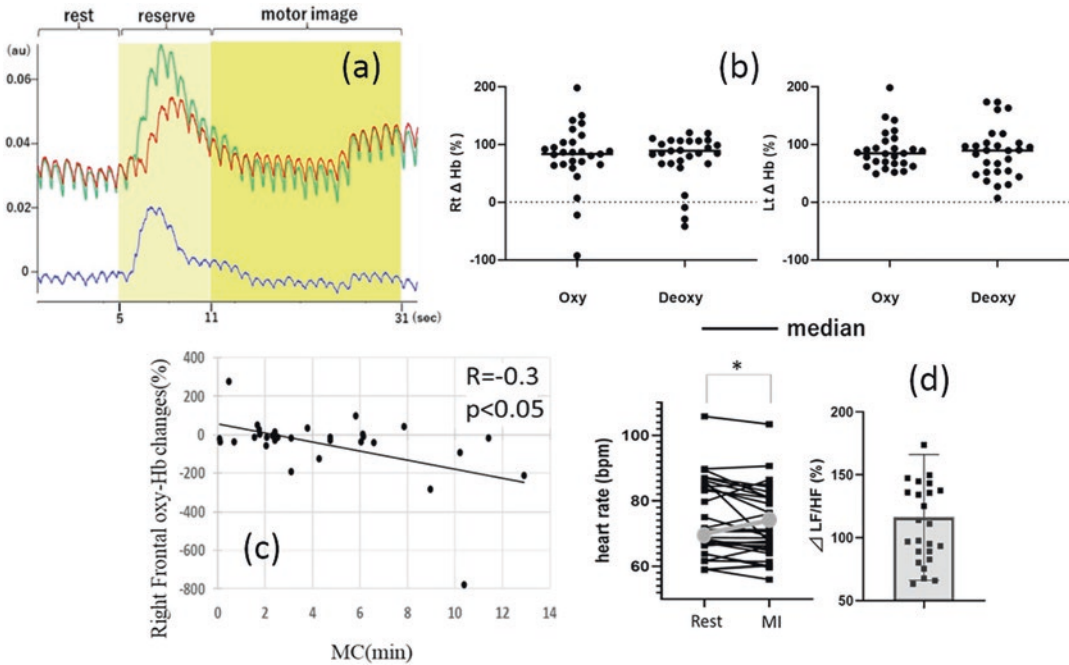 rest reserve motor image
(au)
0.06
0.04
0.02
0
5 11 31 (sec)
(a)
(b)
Rt Δ Hb (%)
200
100
0
-100
Oxy Deoxy
Lt Δ Hb (%)
200
100
0
-100
Oxy Deoxy
median
Right Frontal oxy-Hb changes(%)
400
200
0
-200
-400
-600
-800
0 2 4 6 8 10 12 14
MC(min)
R=-0.3
p<0.05
(c)
heart rate (bpm)
100
80
60
*
Rest MI
(d)
⊿ LF/HF (%)
200
150
100
50